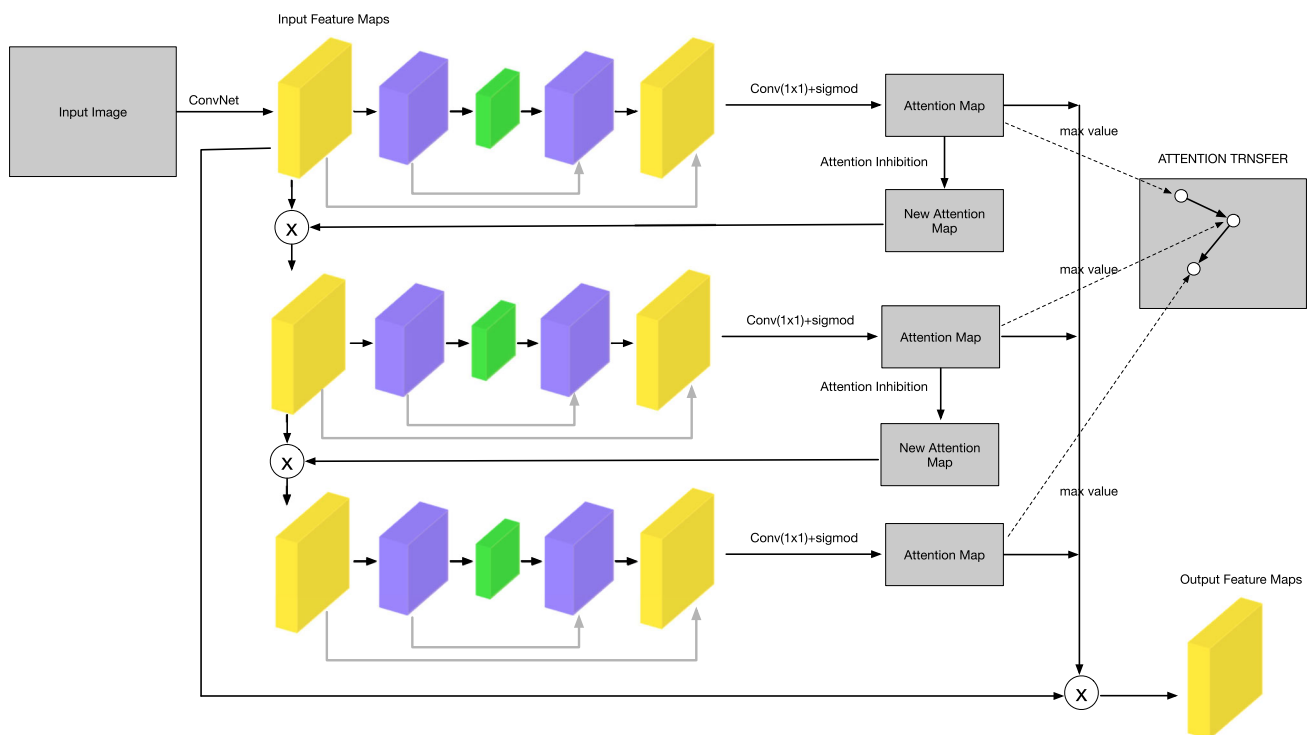 Input Feature Maps
Input Image
ConvNet
Conv(1x1)+sigmod
Attention Map
max value
ATTENTION TRNSFER
Attention Inhibition
New Attention
Map
X
max value
Conv(1x1)+sigmod
Attention Map
Attention Inhibition
New Attention
Map
X
max value
Conv(1x1)+sigmod
Attention Map
Output Feature Maps
X